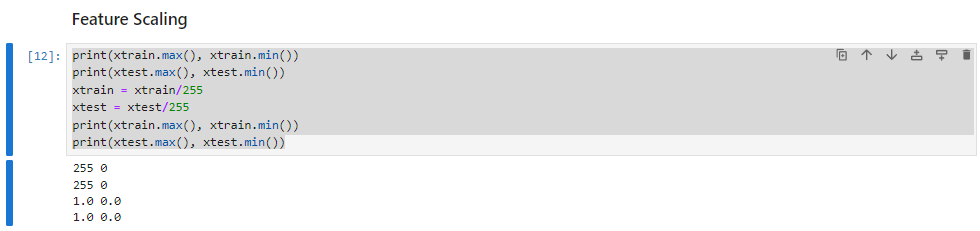 Feature Scaling
[12]:
print(xtrain.max(), xtrain.min())
print(xtest.max(), xtest.min())
xtrain = xtrain/255
xtest = xtest/255
print(xtrain.max(), xtrain.min())
print(xtest.max(), xtest.min())
255 0
255 0
1.0 0.0
1.0 0.0